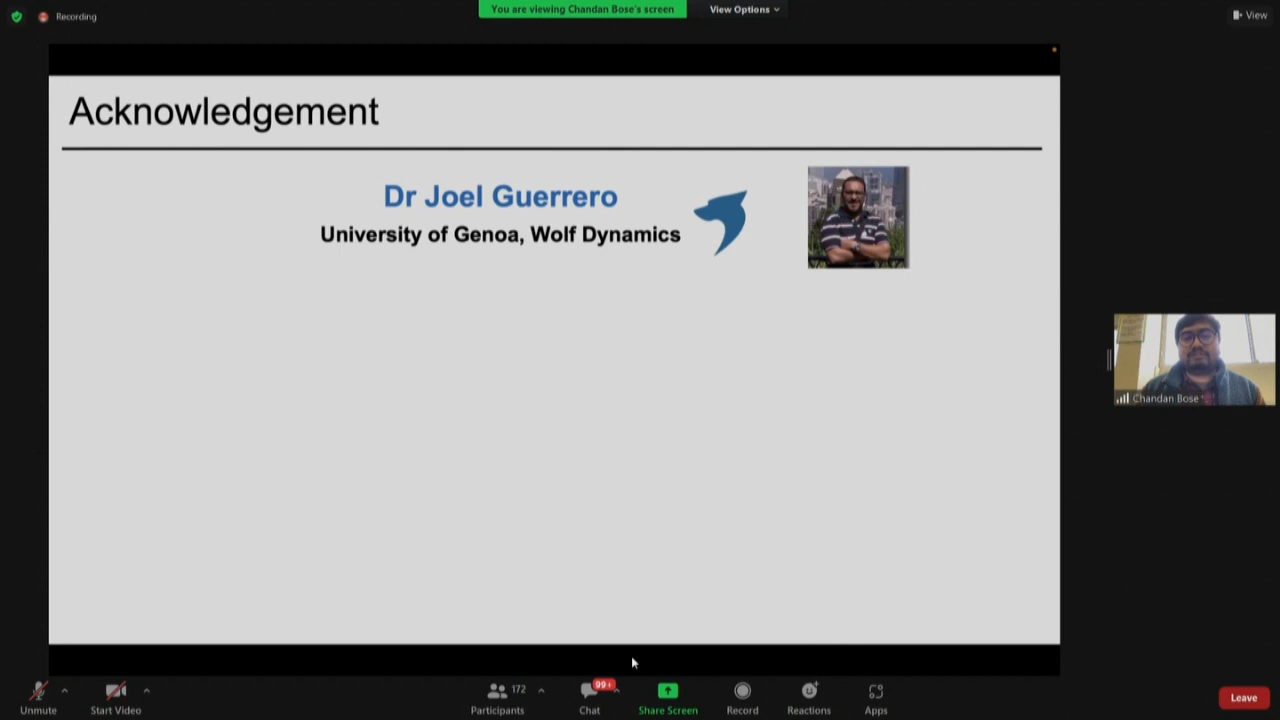 Recording
You are viewing Chandan Bose's screen
View Options
View
Acknowledgement
Dr Joel Guerrero
University of Genoa, Wolf Dynamics
Chandan Bose
Unmute
Start Video
172
Participants
99+
Chat
Share Screen
Record
Reactions
Apps
Leave